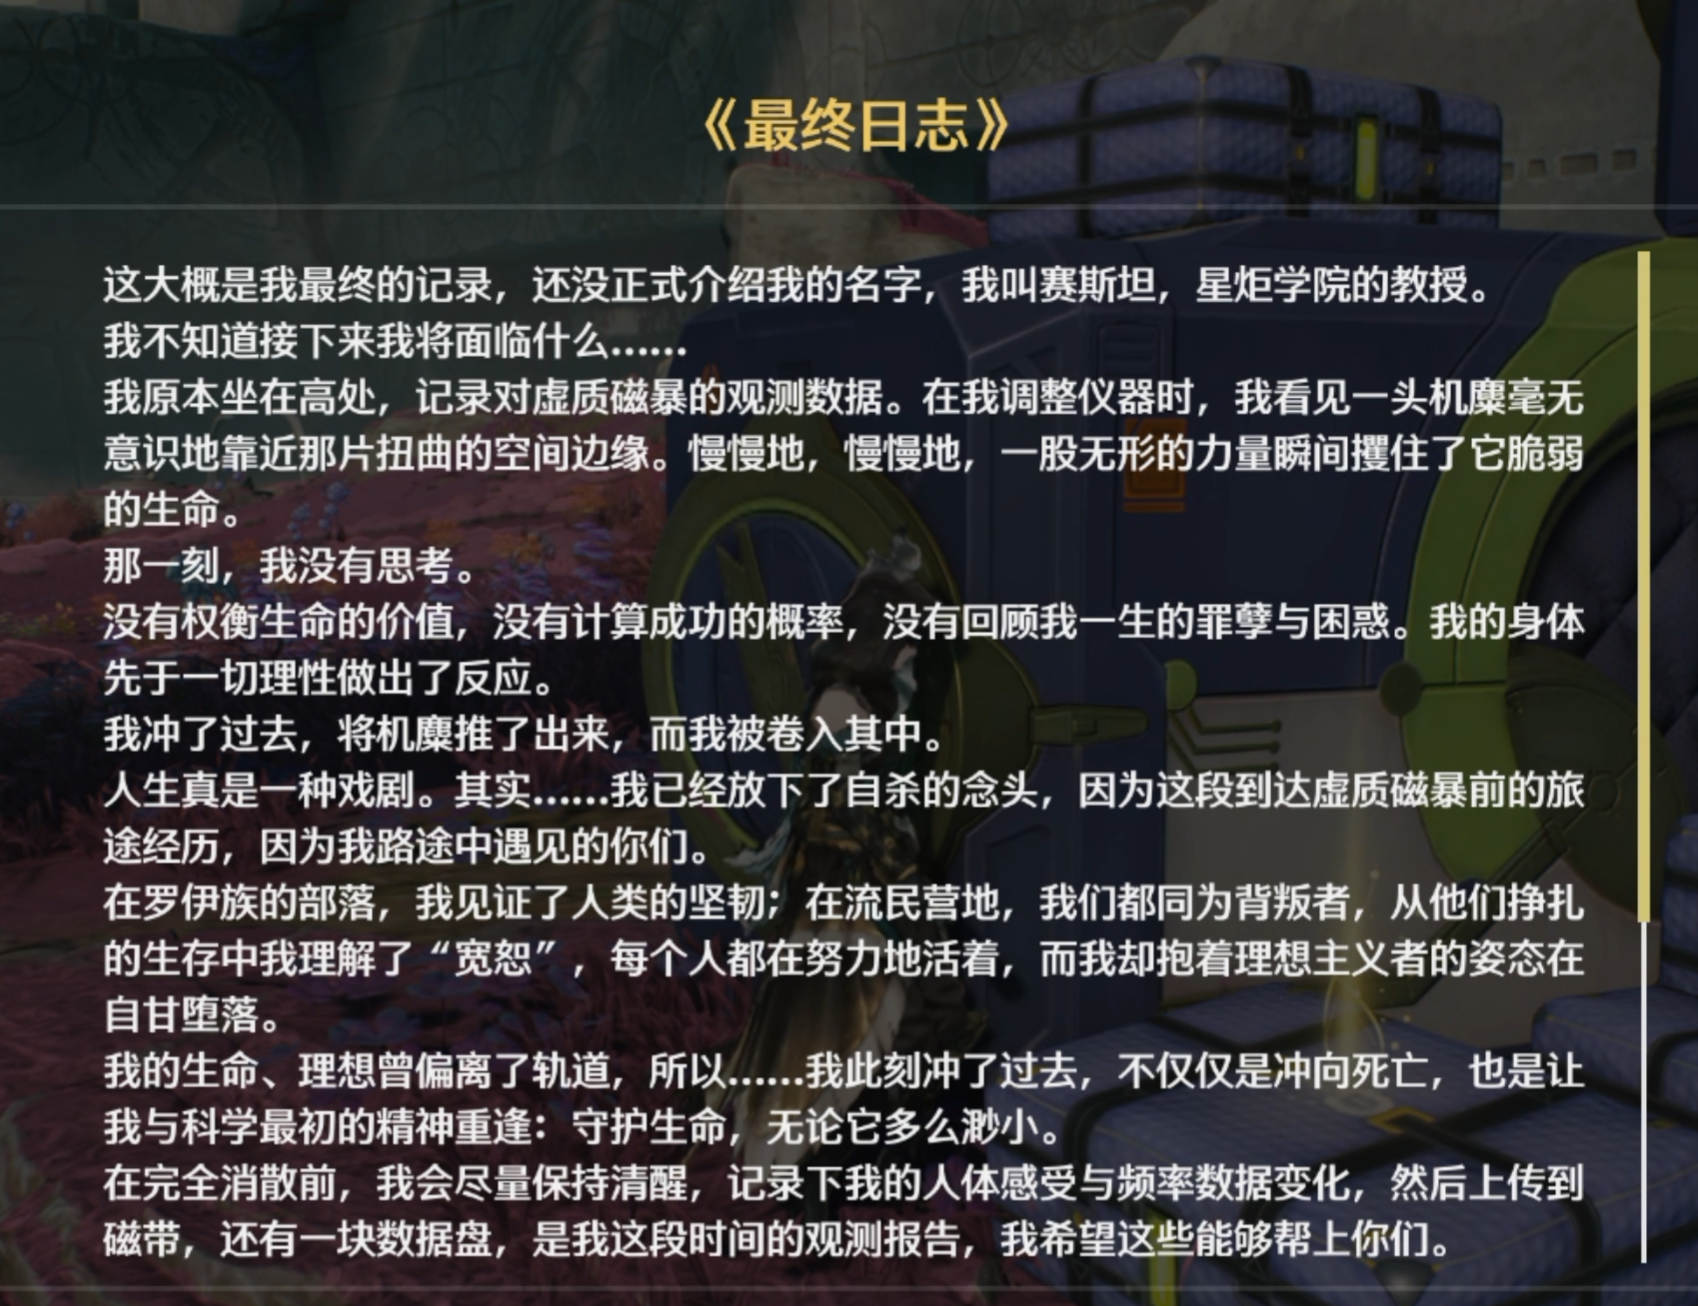 《最终日志》
这大概是我最终的记录，还没正式介绍我的名字，我叫赛斯坦，星炬学院的教授。
我不知道接下来我将面临什么……
我原本坐在高处，记录对虚质磁暴的观测数据。在我调整仪器时，我看见一头机麋毫无
意识地靠近那片扭曲的空间边缘。慢慢地，慢慢地，一股无形的力量瞬间攫住了它脆弱
的生命。
那一刻，我没有思考。
没有权衡生命的价值，没有计算成功的概率，没有回顾我一生的罪孽与困惑。我的身体
先于一切理性做出了反应。
我冲了过去，将机麋推了出来，而我被卷入其中。
人生真是一种戏剧。其实……我已经放下了自杀的念头，因为这段到达虚质磁暴前的旅
途经历，因为我路途中遇见的你们。
在罗伊族的部落，我见证了人类的坚韧；在流民营地，我们都同为背叛者，从他们挣扎
的生存中我理解了“宽恕”，每个人都在努力地活着，而我却抱着理想主义者的姿态在
自甘堕落。
我的生命、理想曾偏离了轨道，所以……我此刻冲了过去，不仅仅是冲向死亡，也是让
我与科学最初的精神重逢：守护生命，无论它多么渺小。
在完全消散前，我会尽量保持清醒，记录下我的人体感受与频率数据变化，然后上传到
磁带，还有一块数据盘，是我这段时间的观测报告，我希望这些能够帮上你们。